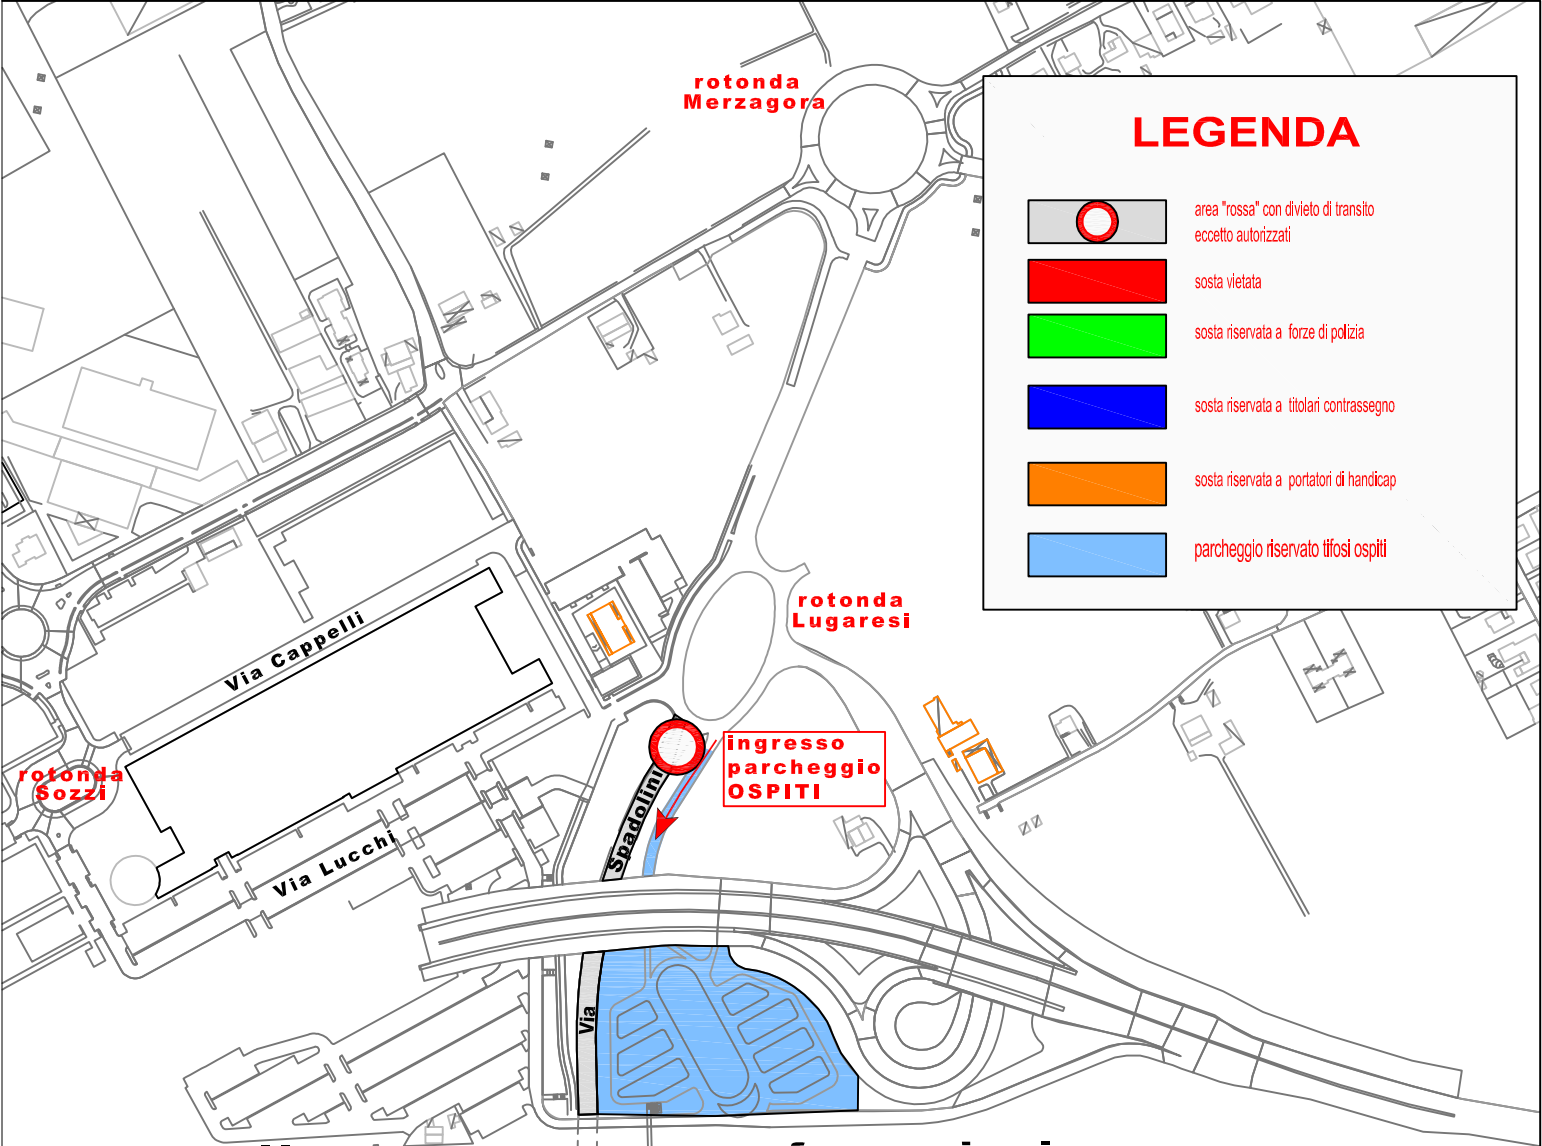 rotonda
Merzagora
LEGENDA
area "rossa" con divieto di transito
eccetto autorizzati
sosta vietata
sosta riservata a forze di polizia
sosta riservata a titolari contrassegno
sosta riservata a portatori di handicap
parcheggio riservato tifosi ospiti
rotonda
Lugaresi
Via Cappelli
ingresso
parcheggio
OSPITI
rotonda
Sozzi
Spadolini
Via Lucchi
Via